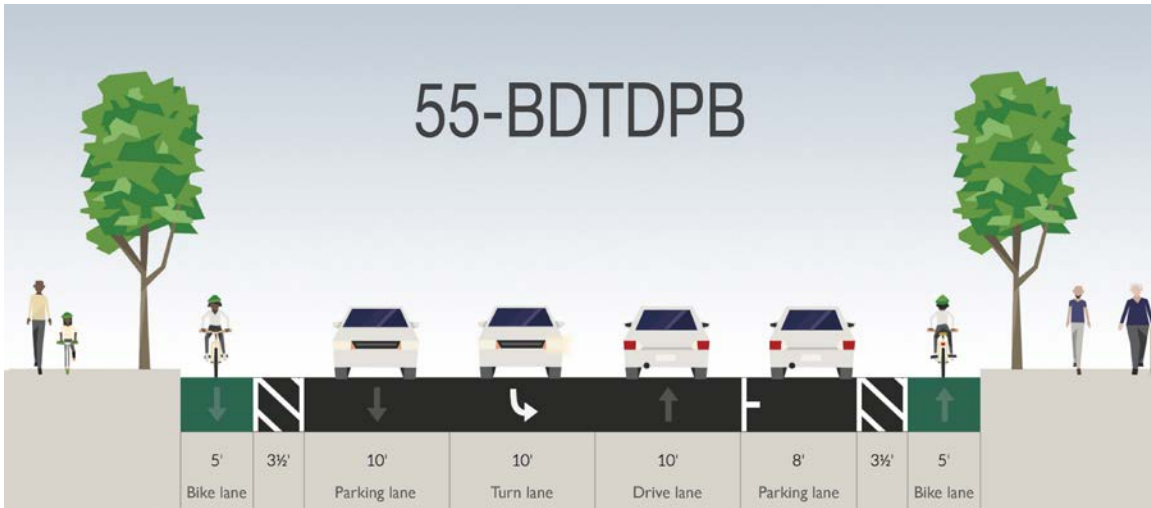 55-BDTDPB
5' 3½' 10' 10' 10' 8' 3½' 5'
Bike lane Parking lane Turn lane Drive lane Parking lane Bike lane